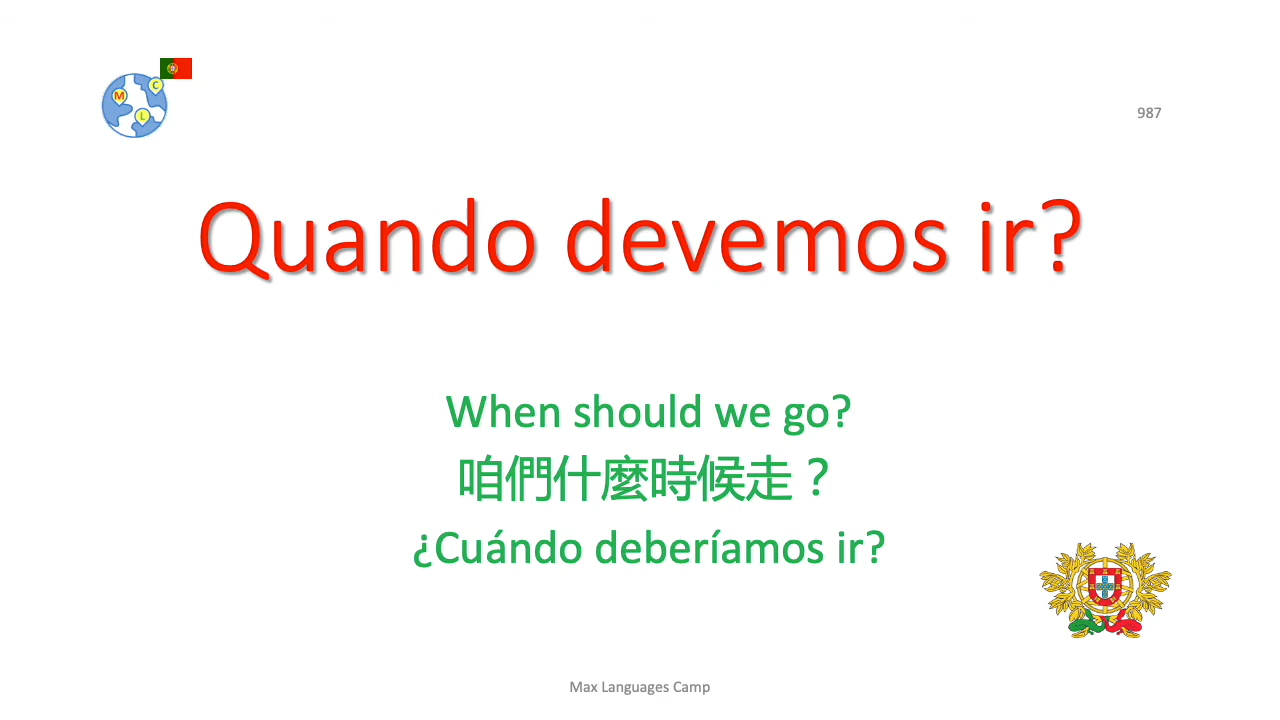 M C L
987
Quando devemos ir?
When should we go?
咱們什麼時候走？
¿Cuándo deberíamos ir?
Max Languages Camp